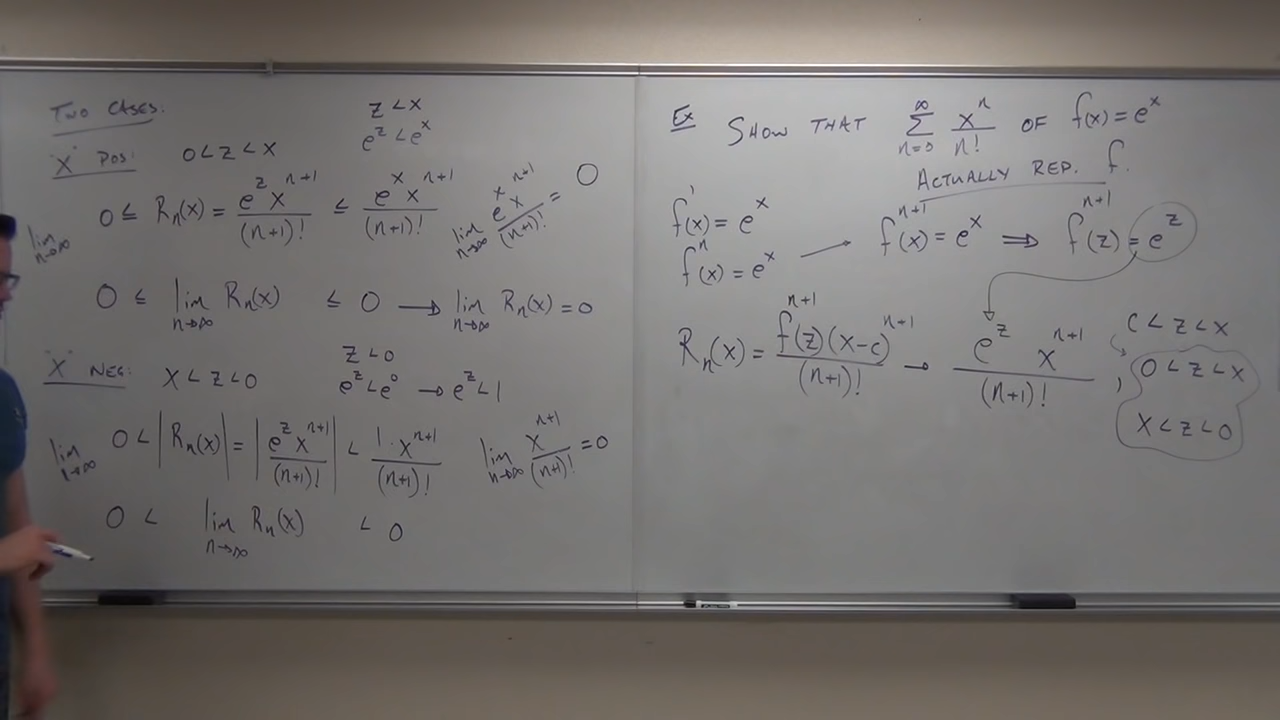 TWO CASES:
z < x
e^z < e^x
"X" POS: 0 < z < x
lim n→∞ 0 ≤ R_n(x) = e^z x^{n+1} / (n+1)! ≤ e^x x^{n+1} / (n+1)! lim n→∞ e^x x^{n+1} / (n+1)! = 0
0 ≤ lim n→∞ R_n(x) ≤ 0 → lim n→∞ R_n(x) = 0
"X" NEG: x < z < 0
z < 0
e^z < e^0 → e^z < 1
lim n→∞ 0 < |R_n(x)| = |e^z x^{n+1} / (n+1)!| < 1·x^{n+1} / (n+1)! lim n→∞ x^{n+1} / (n+1)! = 0
0 < lim n→∞ R_n(x) < 0
Ex SHOW THAT ∑_{n=0}^{∞} x^n / n! OF f(x) = e^x
ACTUALLY REP. f.
f'(x) = e^x
f^n(x) = e^x → f^{n+1}(x) = e^x ⇒ f^{n+1}(z) = e^z
R_n(x) = f^{n+1}(z)(x-c)^{n+1} / (n+1)! → e^z x^{n+1} / (n+1)! ,
c < z < x
0 < z < x
x < z < 0